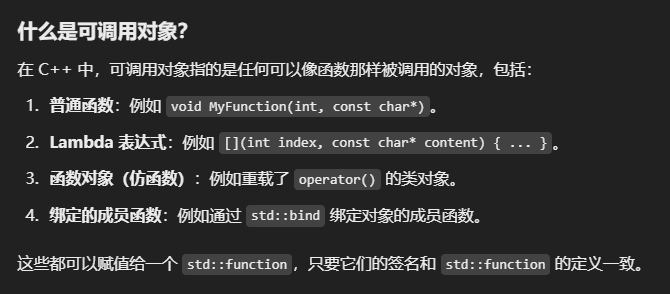 什么是可调用对象？
在 C++ 中，可调用对象指的是任何可以像函数那样被调用的对象，包括：
1. 普通函数：例如 void MyFunction(int, const char*)。
2. Lambda 表达式：例如 [](int index, const char* content) { ... }。
3. 函数对象（仿函数）：例如重载了 operator() 的类对象。
4. 绑定的成员函数：例如通过 std::bind 绑定对象的成员函数。
这些都可以赋值给一个 std::function，只要它们的签名和 std::function 的定义一致。